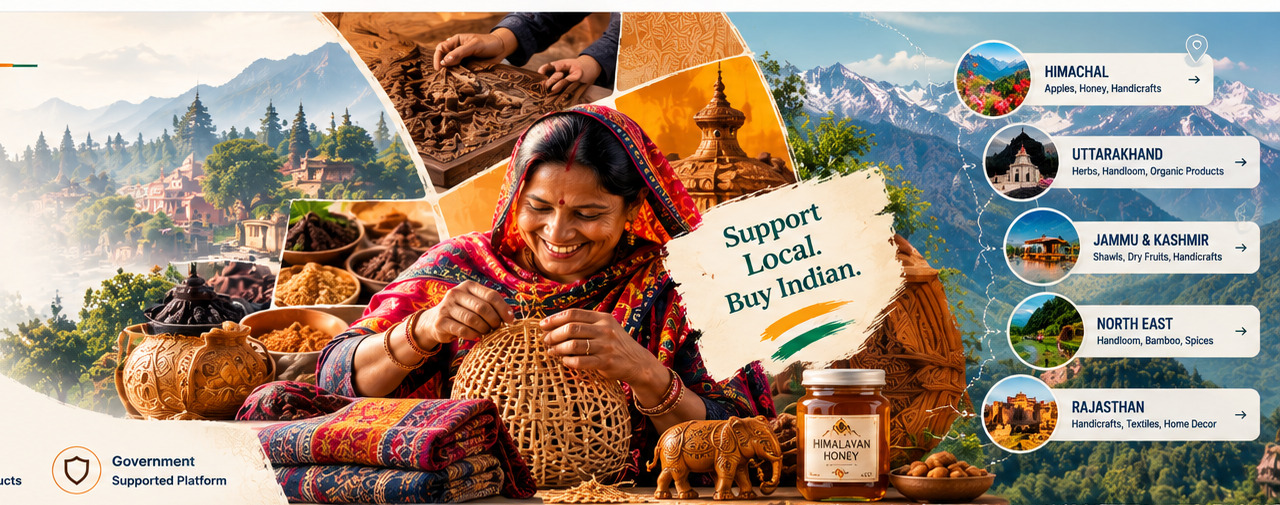 Support
Local.
Buy Indian.
HIMACHAL
Apples, Honey, Handicrafts
UTTARAKHAND
Herbs, Handloom, Organic Products
JAMMU & KASHMIR
Shawls, Dry Fruits, Handicrafts
NORTH EAST
Handloom, Bamboo, Spices
RAJASTHAN
Handicrafts, Textiles, Home Decor
HIMALAYAN
HONEY
ucts
Government
Supported Platform